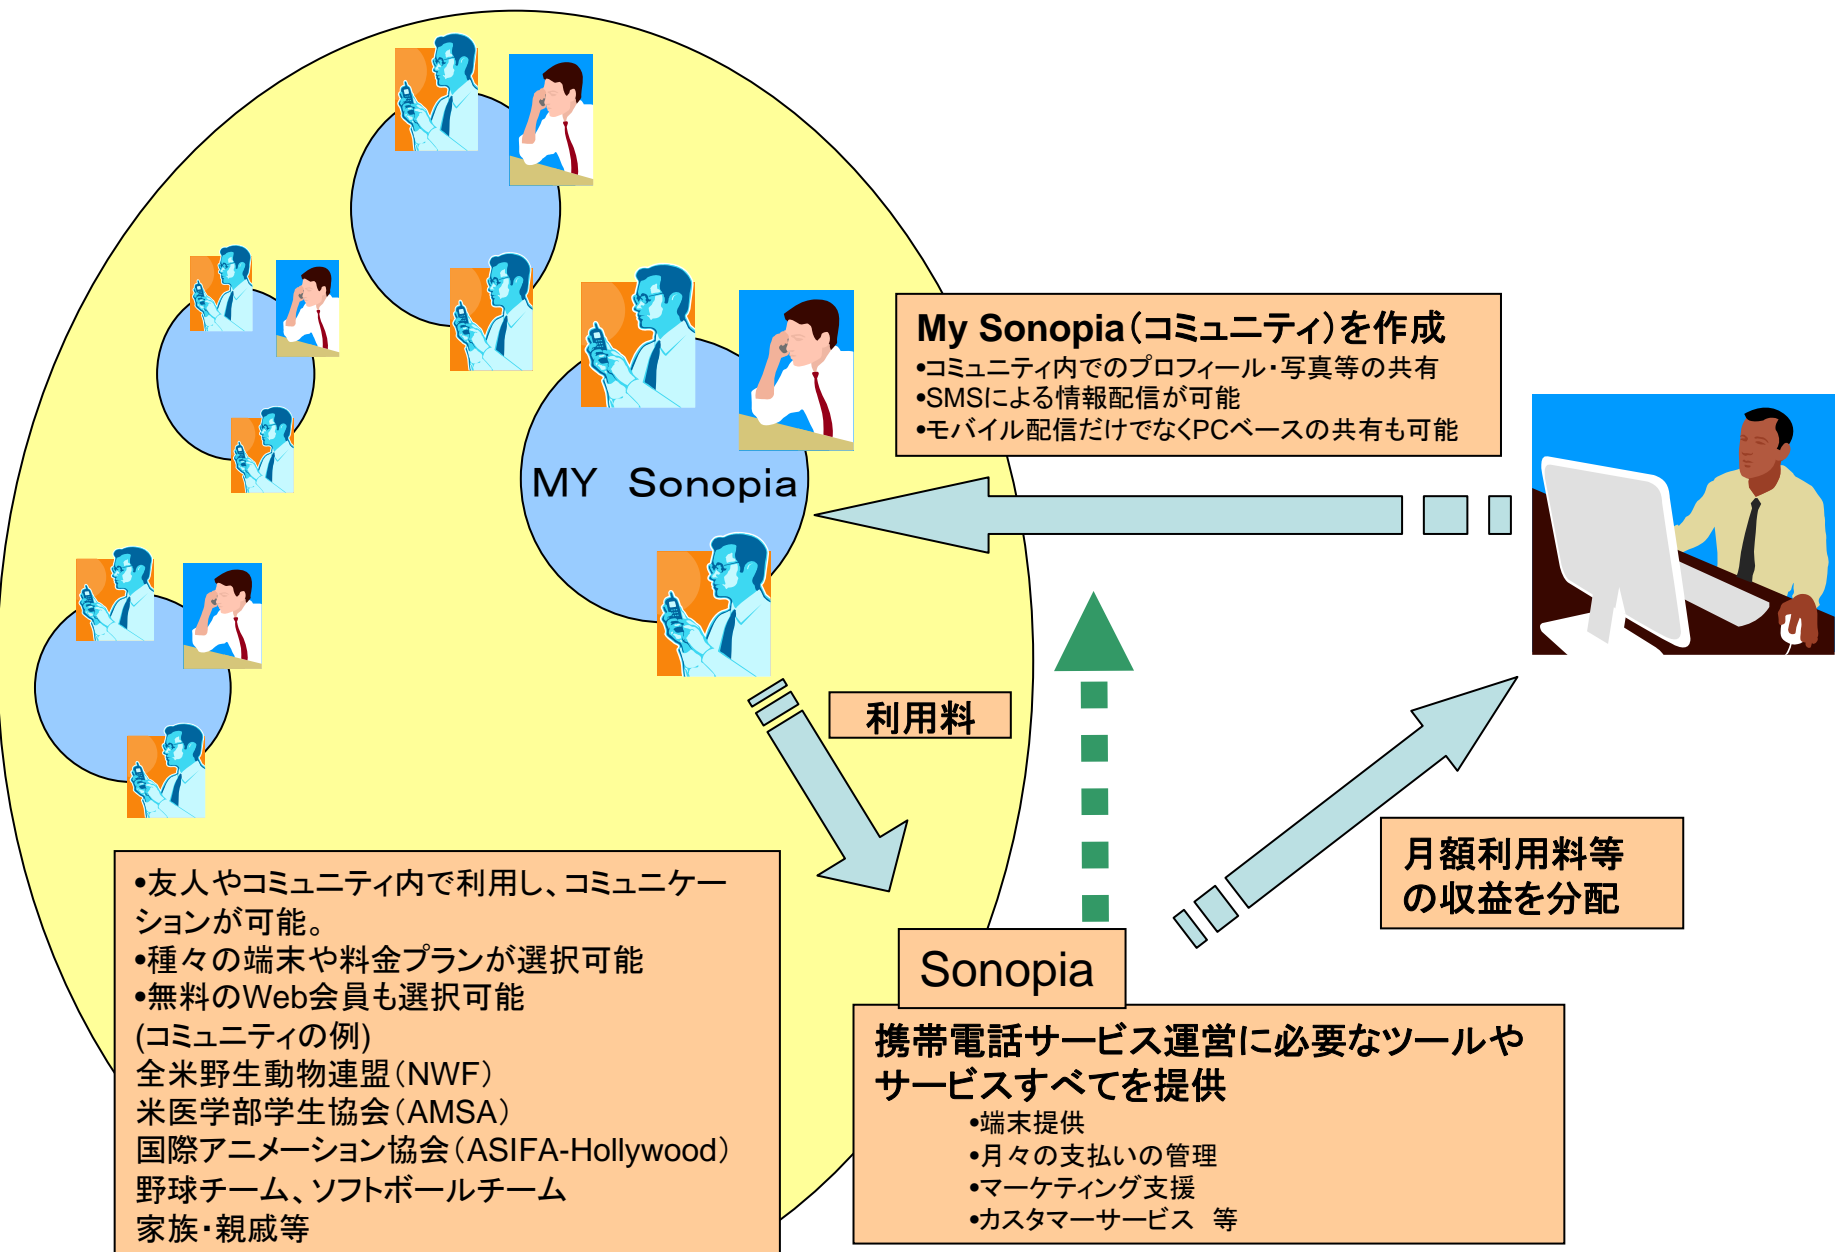 My Sonopia（コミュニティ）を作成
•コミュニティ内でのプロフィール・写真等の共有
•SMSによる情報配信が可能
•モバイル配信だけでなくPCベースの共有も可能
MY　Sonopia
利用料
月額利用料等
の収益を分配
•友人やコミュニティ内で利用し、コミュニケー
ションが可能。
•種々の端末や料金プランが選択可能
•無料のWeb会員も選択可能
(コミュニティの例)
全米野生動物連盟（NWF）
米医学部学生協会（AMSA）
国際アニメーション協会（ASIFA-Hollywood）
野球チーム、ソフトボールチーム
家族・親戚等
Sonopia
携帯電話サービス運営に必要なツールや
サービスすべてを提供
•端末提供
•月々の支払いの管理
•マーケティング支援
•カスタマーサービス　等